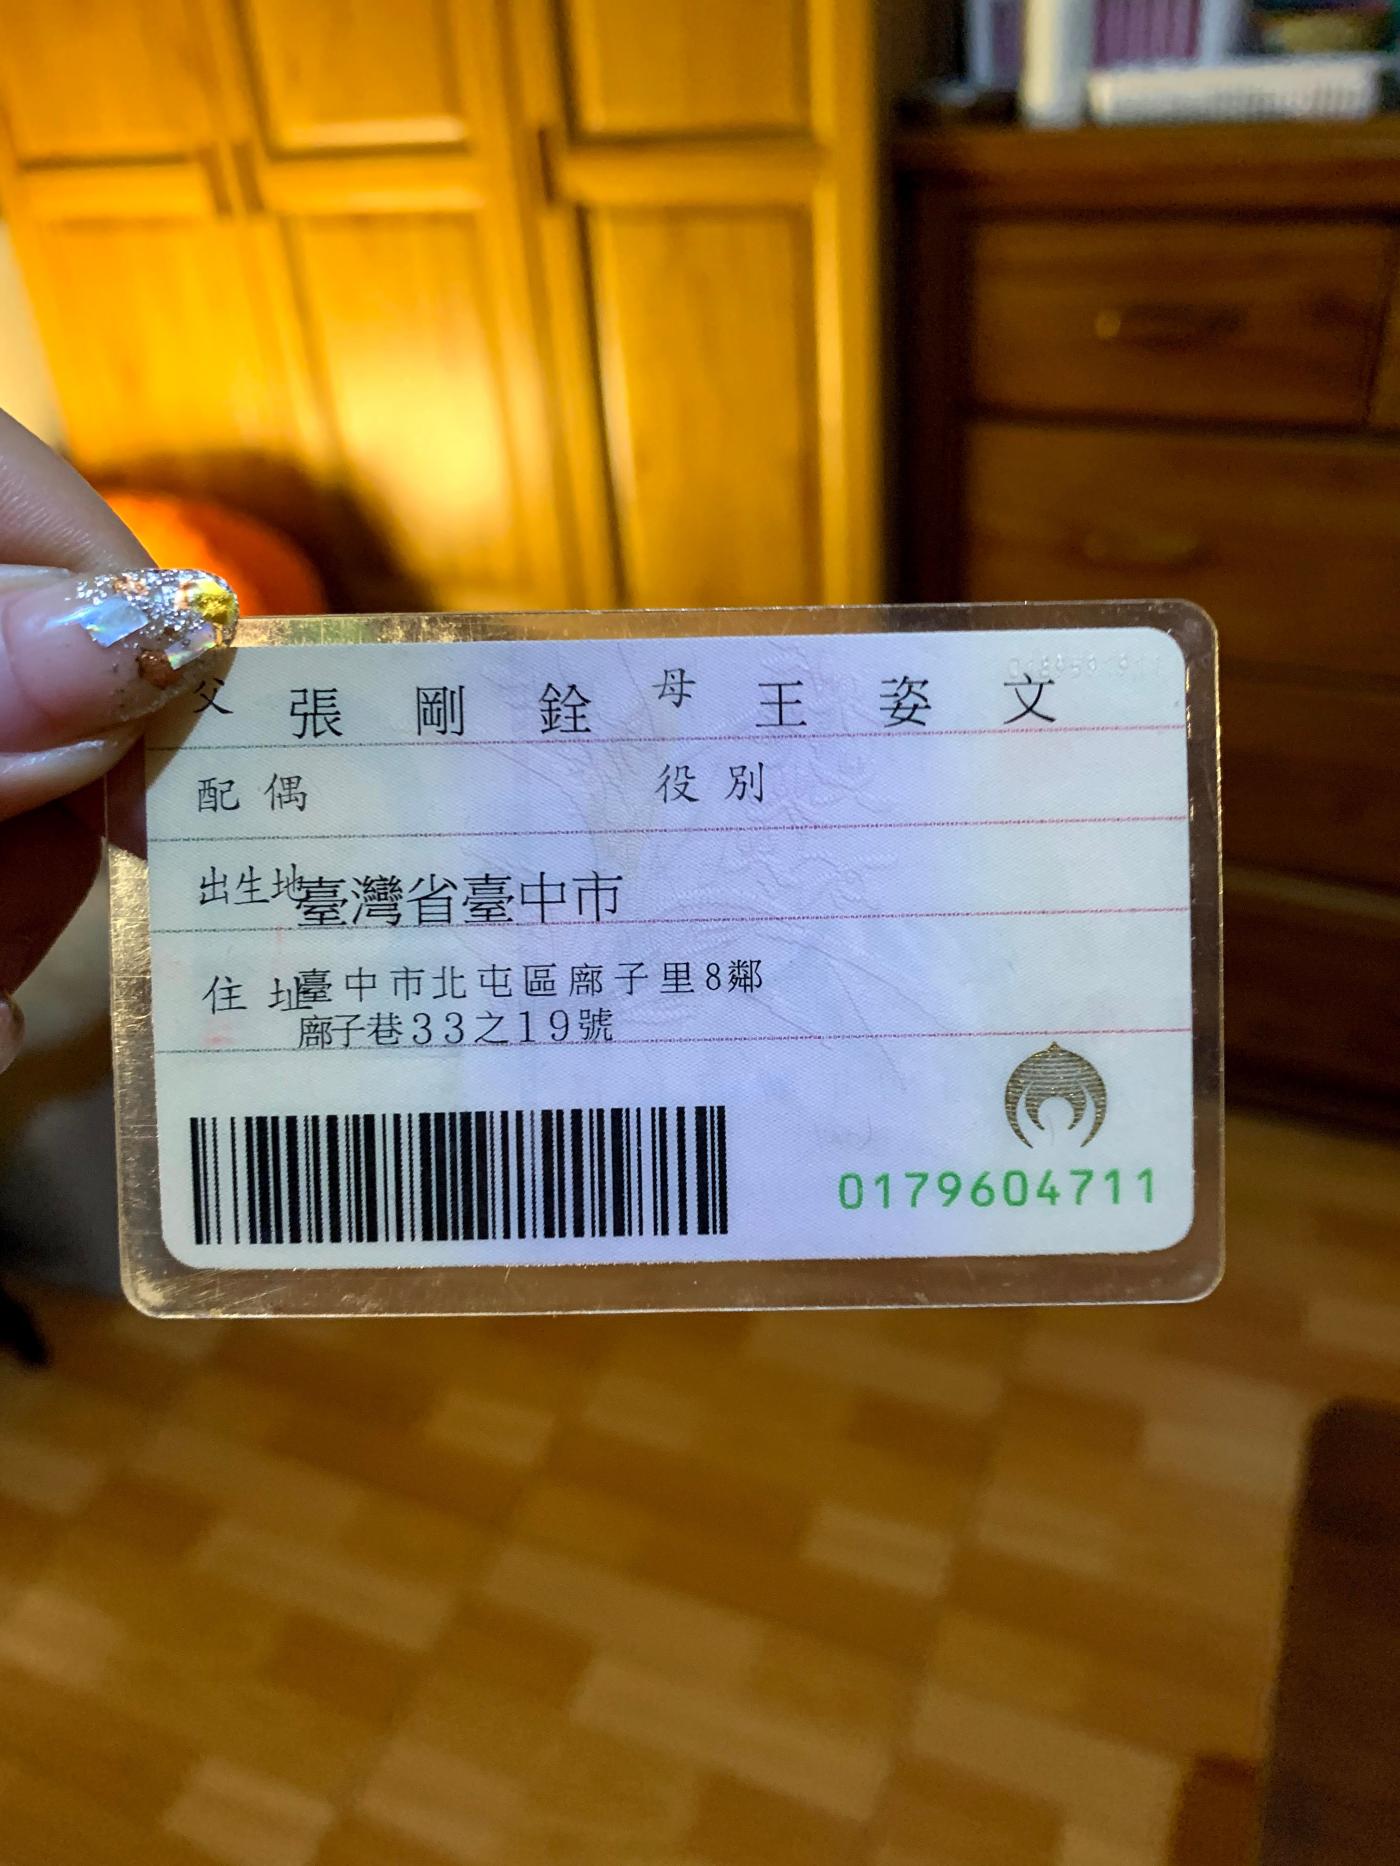 父 張剛銓 母 王姿文
配偶 役別
出生地 臺灣省臺中市
住址 臺中市北屯區廍子里8鄰
廍子巷33之19號
0179604711